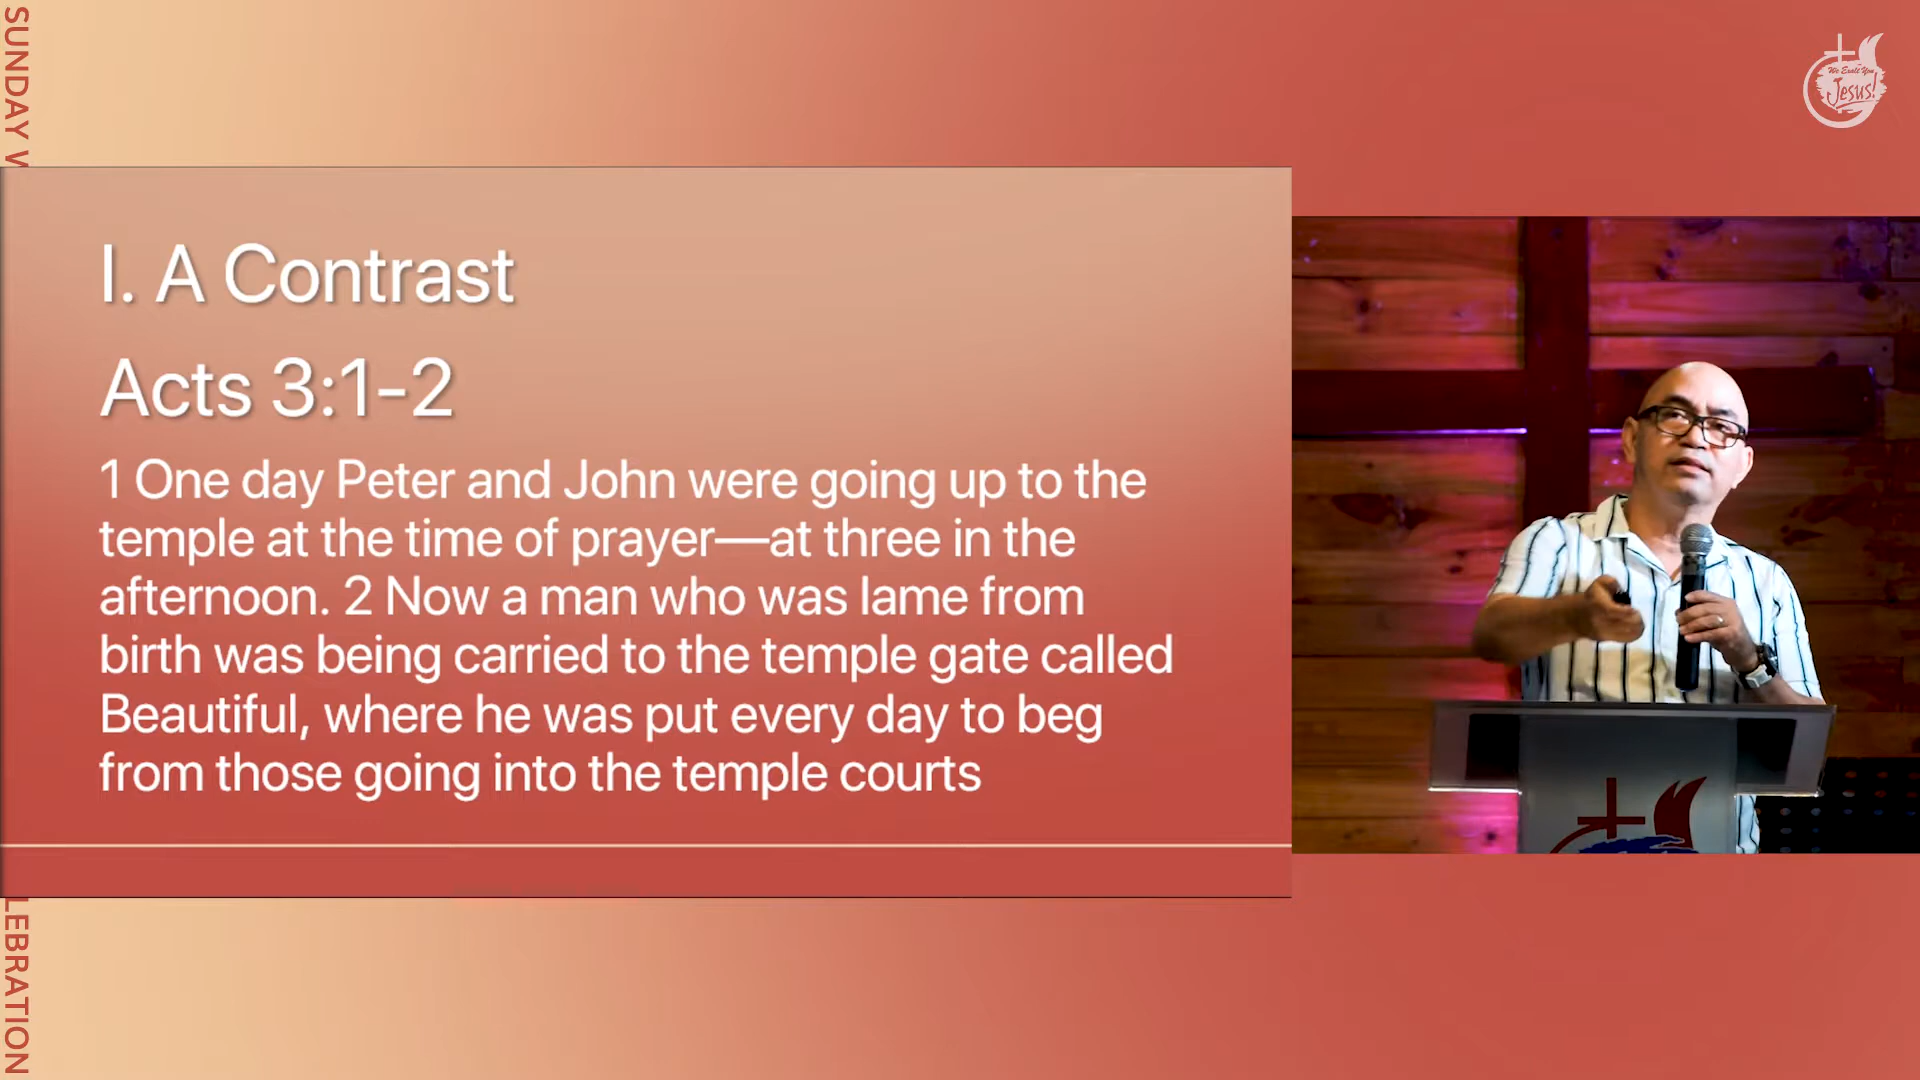 SUNDAY
I. A Contrast
Acts 3:1-2
1 One day Peter and John were going up to the
temple at the time of prayer—at three in the
afternoon. 2 Now a man who was lame from
birth was being carried to the temple gate called
Beautiful, where he was put every day to beg
from those going into the temple courts
LEBRATION
We Exalt You
Jesus!